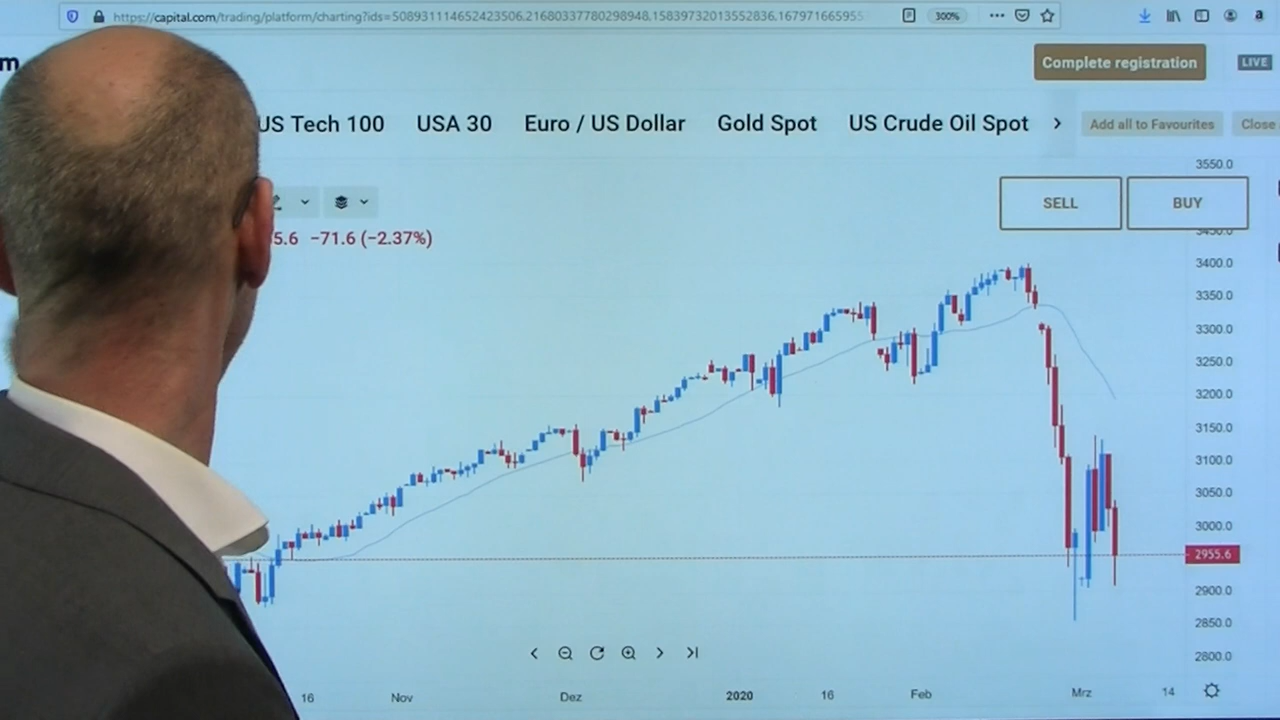 https://capital.com/trading/platform/charting?ids=508931114652423506.21680337780298948.15839732013552836.167971665955
300%
a
m
Complete registration
LIVE
US Tech 100
USA 30
Euro / US Dollar
Gold Spot
US Crude Oil Spot
Add all to Favourites
Close
SELL
BUY
5.6 −71.6 (−2.37%)
3550.0
3450.0
3400.0
3350.0
3300.0
3250.0
3200.0
3150.0
3100.0
3050.0
3000.0
2955.6
2900.0
2850.0
2800.0
16
Nov
Dez
2020
16
Feb
Mrz
14